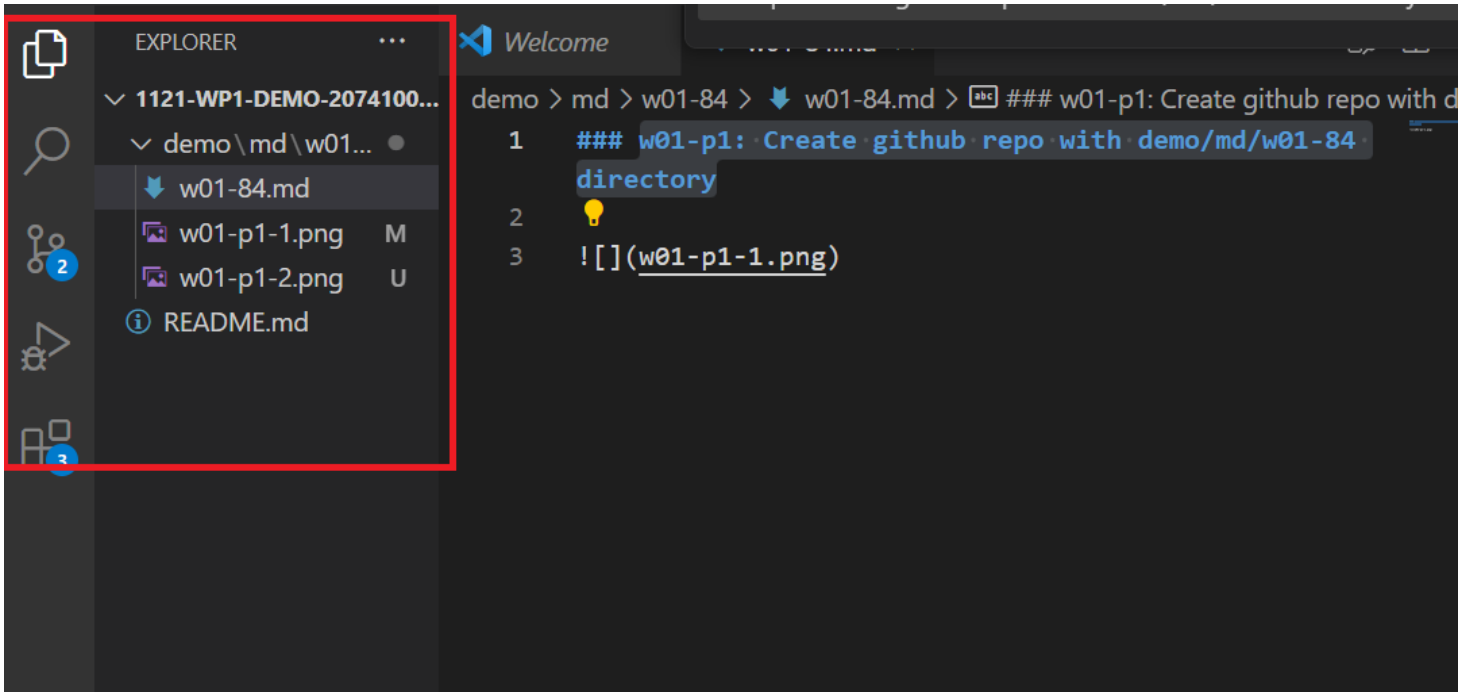 EXPLORER ...
1121-WP1-DEMO-2074100...
demo\md\w01...
w01-84.md
w01-p1-1.png M
w01-p1-2.png U
README.md
2
3
Welcome
demo > md > w01-84 > w01-84.md > abc ### w01-p1: Create github repo with d
1 ### w01-p1: Create github repo with demo/md/w01-84
directory
2
3 ![](w01-p1-1.png)